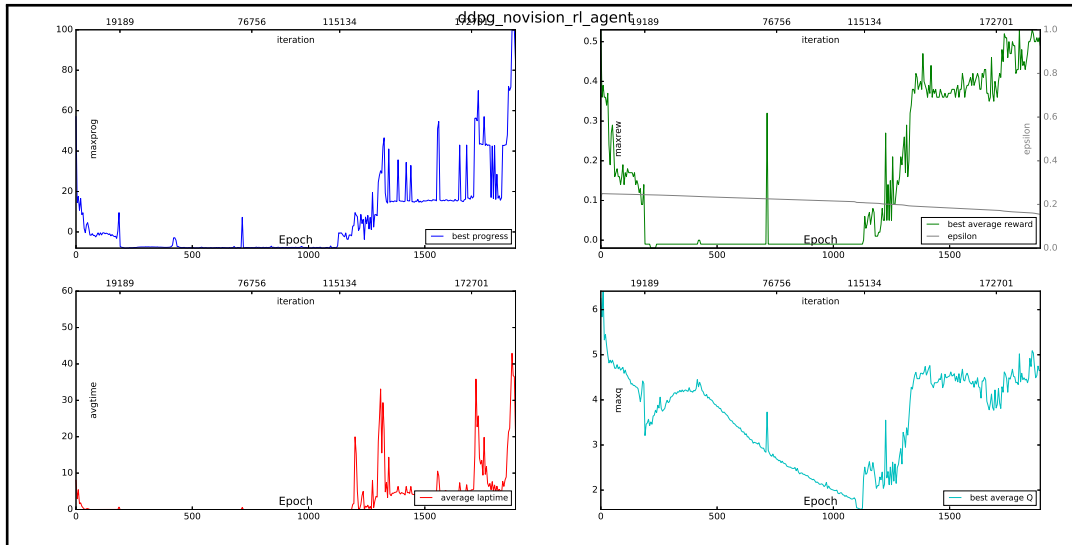 ddpg_novision_rl_agent
19189 76756 115134 172701
iteration
100
80
60
40
20
0
maxprog
Epoch
best progress
0 500 1000 1500
19189 76756 115134 172701
iteration
0.5
0.4
0.3
0.2
0.1
0.0
maxrew
1.0
0.8
0.6
0.4
0.2
0.0
epsilon
Epoch
best average reward
epsilon
0 500 1000 1500
19189 76756 115134 172701
iteration
60
50
40
30
20
10
0
avgtime
Epoch
average laptime
0 500 1000 1500
19189 76756 115134 172701
iteration
6
5
4
3
2
maxq
Epoch
best average Q
0 500 1000 1500